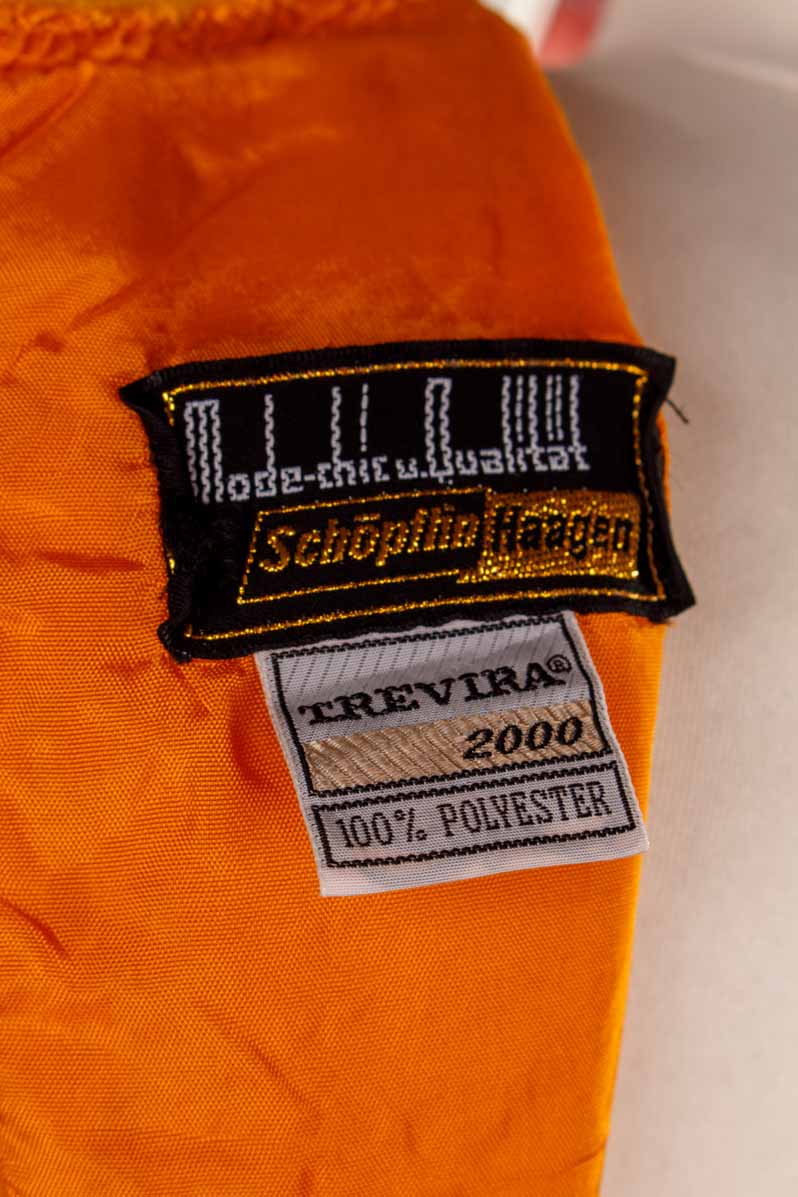 Mode-chic u. Qualität
Schöpflin Haagen
TREVIRA®
2000
100% POLYESTER